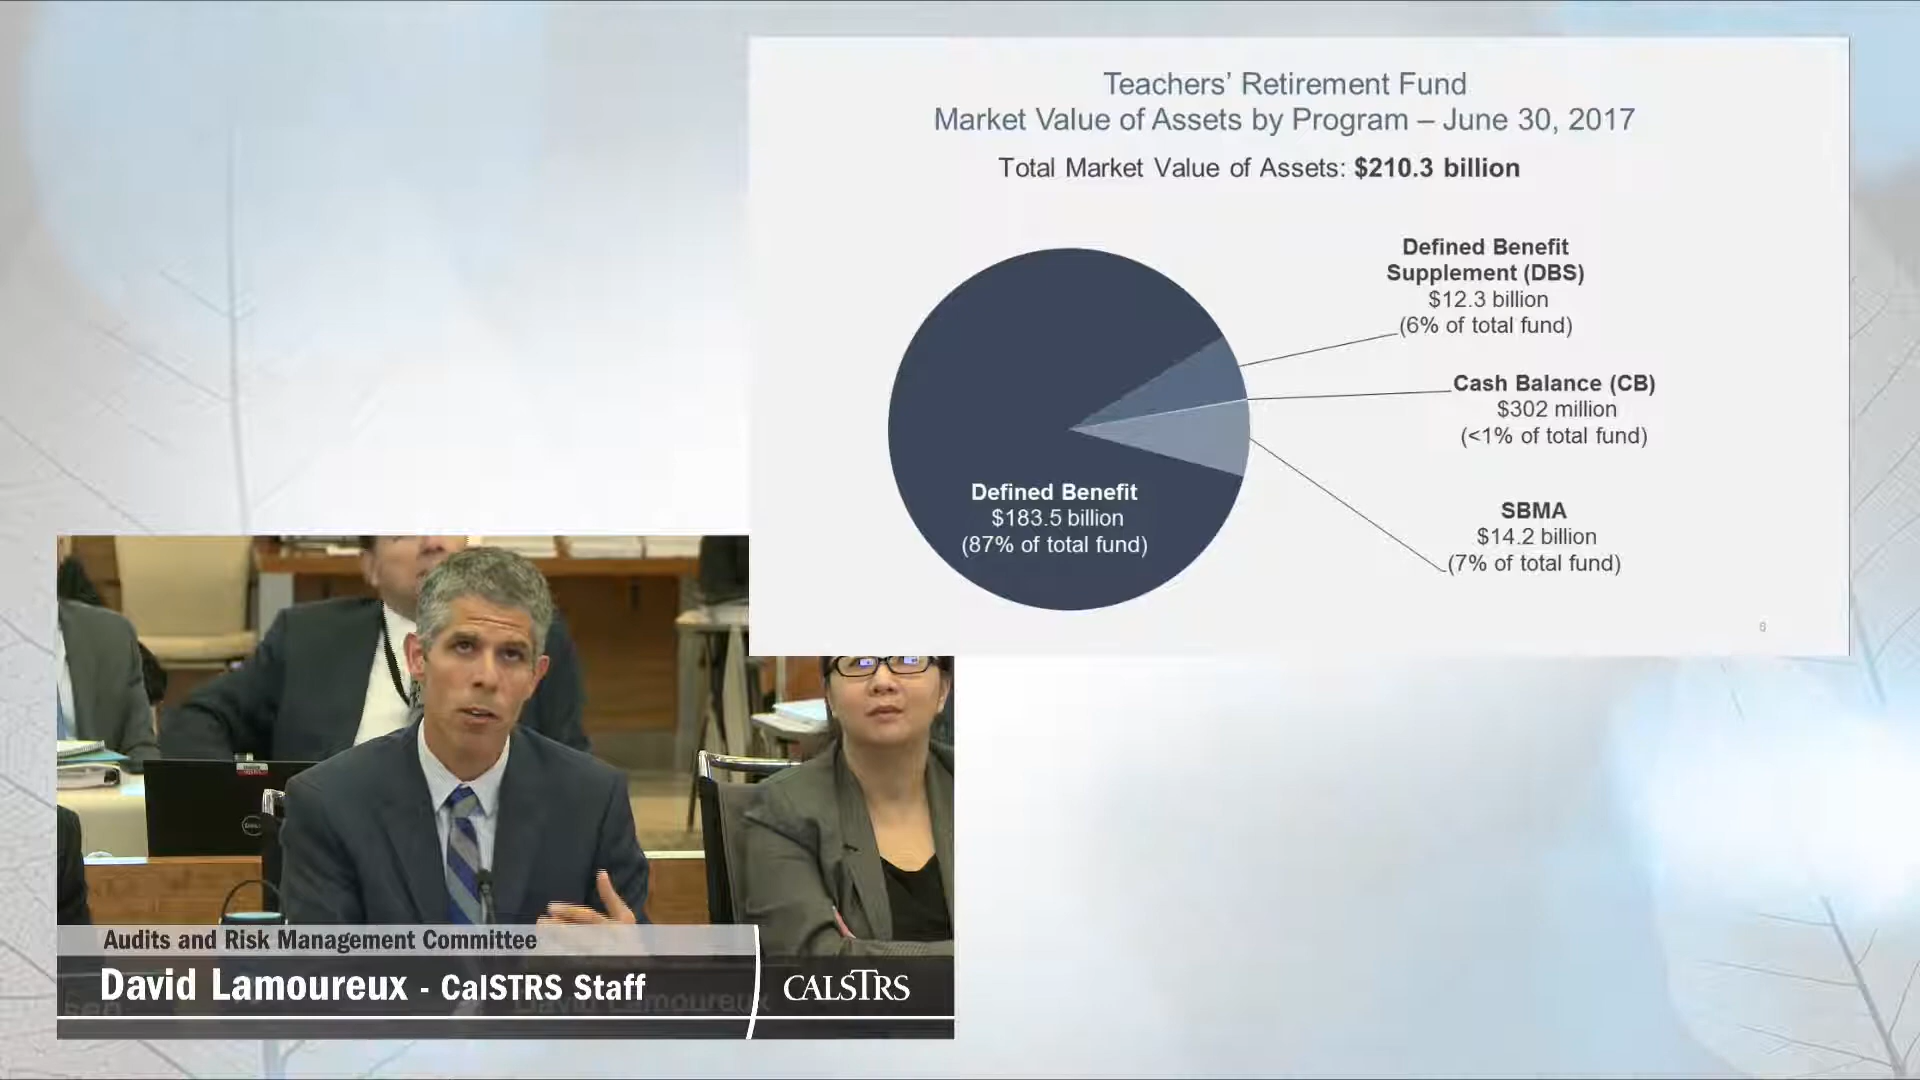 Teachers’ Retirement Fund
Market Value of Assets by Program – June 30, 2017
Total Market Value of Assets: $210.3 billion
Defined Benefit
Supplement (DBS)
$12.3 billion
(6% of total fund)
Cash Balance (CB)
$302 million
(<1% of total fund)
SBMA
$14.2 billion
(7% of total fund)
Defined Benefit
$183.5 billion
(87% of total fund)
6
Audits and Risk Management Committee
David Lamoureux - CalSTRS Staff
CALSTRS
David Lamoureux